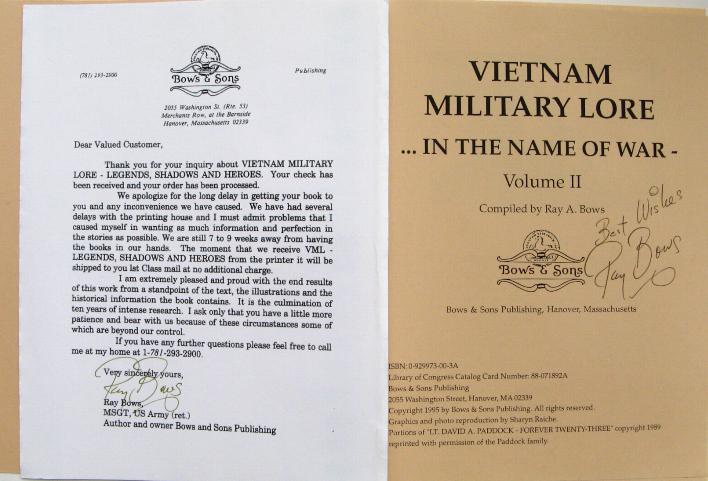 (781) 293-2900
Bows & Sons
Publishing
2055 Washington St. (Rte. 53)
Merchants Row, at the Barnside
Hanover, Massachusetts 02339
Dear Valued Customer,
Thank you for your inquiry about VIETNAM MILITARY
LORE - LEGENDS, SHADOWS AND HEROES. Your check has
been received and your order has been processed.
We apologize for the long delay in getting your book to
you and any inconvenience we have caused. We have had several
delays with the printing house and I must admit problems that I
caused myself in wanting as much information and perfection in
the stories as possible. We are still 7 to 9 weeks away from having
the books in our hands. The moment that we receive VML -
LEGENDS, SHADOWS AND HEROES from the printer it will be
shipped to you 1st Class mail at no additional charge.
I am extremely pleased and proud with the end results
of this work from a standpoint of the text, the illustrations and the
historical information the book contains. It is the culmination of
ten years of intense research. I ask only that you have a little more
patience and bear with us because of these circumstances some of
which are beyond our control.
If you have any further questions please feel free to call
me at my home at 1-781-293-2900.
Very sincerely yours,
Ray Bows
Ray Bows,
MSGT, US Army (ret.)
Author and owner Bows and Sons Publishing
VIETNAM
MILITARY LORE
... IN THE NAME OF WAR -
Volume II
Compiled by Ray A. Bows
Best Wishes
Ray Bows
Bows & Sons
Bows & Sons Publishing, Hanover, Massachusetts
ISBN: 0-929973-00-3A
Library of Congress Catalog Card Number: 88-071892A
Bows & Sons Publishing
2055 Washington Street, Hanover, MA 02339
Copyright 1995 by Bows & Sons Publishing. All rights reserved.
Graphics and photo reproduction by Sharyn Raiche.
Portions of "LT. DAVID A. PADDOCK - FOREVER TWENTY-THREE" copyright 1989
reprinted with permission of the Paddock family.